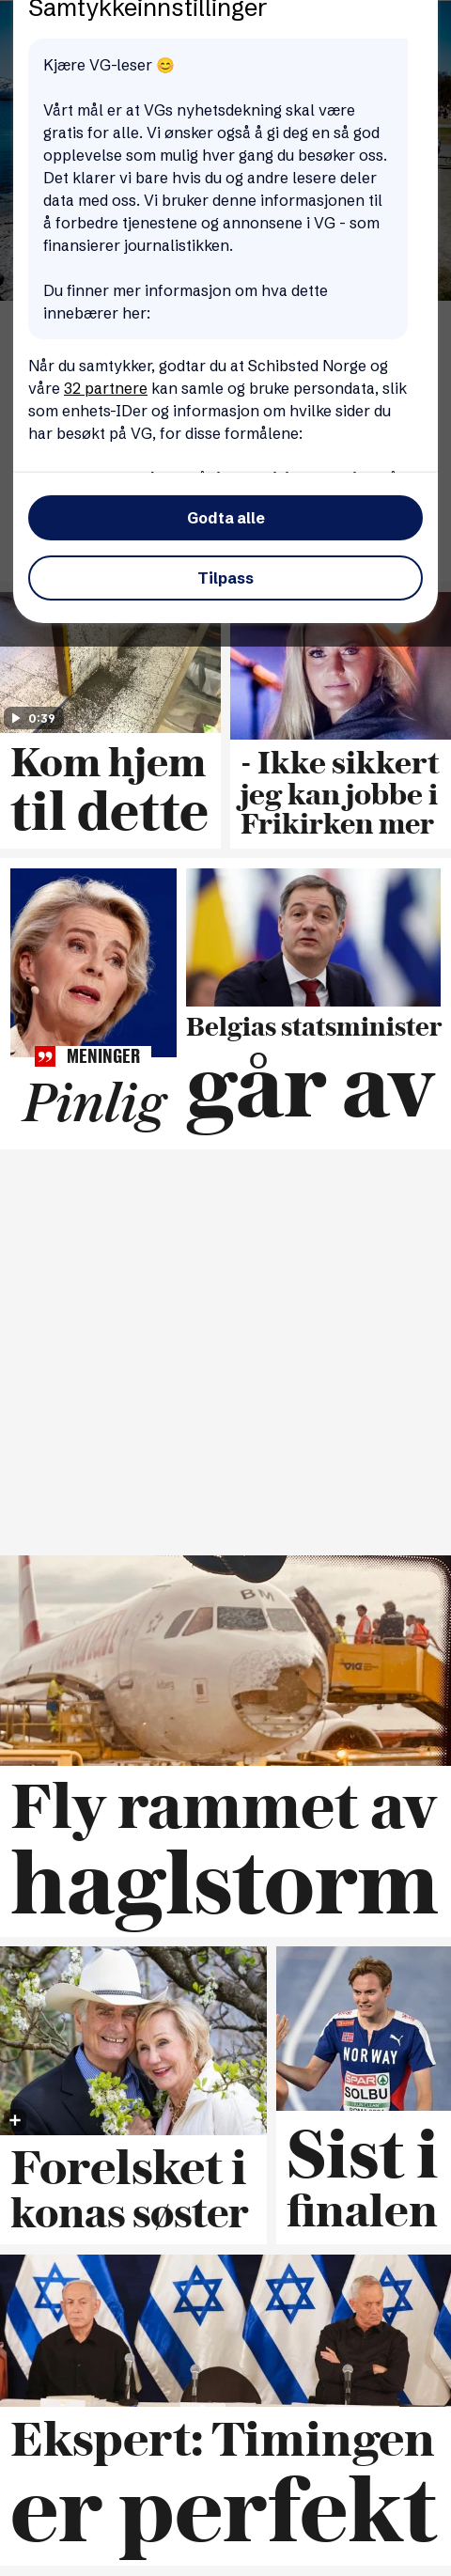 Samtykkeinnstillinger
Kjære VG-leser 😊
Vårt mål er at VGs nyhetsdekning skal være
gratis for alle. Vi ønsker også å gi deg en så god
opplevelse som mulig hver gang du besøker oss.
Det klarer vi bare hvis du og andre lesere deler
data med oss. Vi bruker denne informasjonen til
å forbedre tjenestene og annonsene i VG - som
finansierer journalistikken.
Du finner mer informasjon om hva dette
innebærer her:
Når du samtykker, godtar du at Schibsted Norge og
våre 32 partnere kan samle og bruke persondata, slik
som enhets-IDer og informasjon om hvilke sider du
har besøkt på VG, for disse formålene:
Godta alle
Tilpass
0:39
Kom hjem
til dette
- Ikke sikkert
jeg kan jobbe i
Frikirken mer
MENINGER
Pinlig
Belgias statsminister
går av
BM
Fly rammet av
haglstorm
Forelsket i
konas søster
NORWAY
SPAR
SOLBU
Sist i
finalen
Ekspert: Timingen
er perfekt